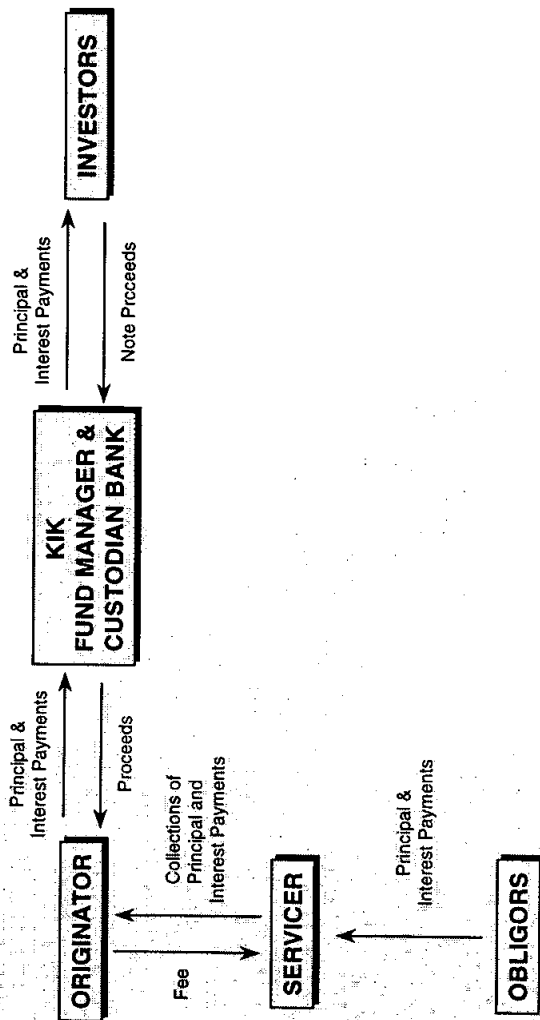 ORIGINATOR
Principal &
Interest Payments
Proceeds
KIK
FUND MANAGER &
CUSTODIAN BANK
Principal &
Interest Payments
Note Prcceeds
INVESTORS
Fee
Collections of
Principal and
Interest Payments
SERVICER
Principal &
Interest Payments
OBLIGORS